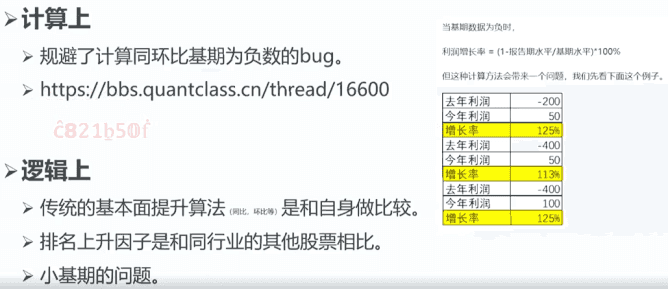 计算上
规避了计算同环比基期为负数的bug。
https://bbs.quantclass.cn/thread/16600
逻辑上
传统的基本面提升算法（同比、环比等）是和自身做比较。
排名上升因子是和同行业的其他股票相比。
小基期的问题。
当基期数据为负时，
利润增长率 = (1-报告期水平/基期水平)*100%
但这种计算方法会带来一个问题，我们先看下面这个例子。
去年利润 -200
今年利润 50
增长率 125%
去年利润 -400
今年利润 50
增长率 113%
去年利润 -400
今年利润 100
增长率 125%